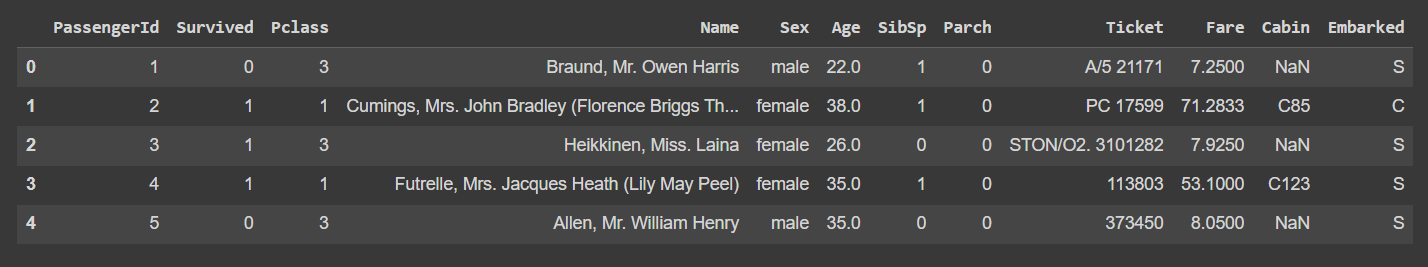 PassengerId Survived Pclass Name Sex Age SibSp Parch Ticket Fare Cabin Embarked
0 1 0 3 Braund, Mr. Owen Harris male 22.0 1 0 A/5 21171 7.2500 NaN S
1 2 1 1 Cumings, Mrs. John Bradley (Florence Briggs Th... female 38.0 1 0 PC 17599 71.2833 C85 C
2 3 1 3 Heikkinen, Miss. Laina female 26.0 0 0 STON/O2. 3101282 7.9250 NaN S
3 4 1 1 Futrelle, Mrs. Jacques Heath (Lily May Peel) female 35.0 1 0 113803 53.1000 C123 S
4 5 0 3 Allen, Mr. William Henry male 35.0 0 0 373450 8.0500 NaN S